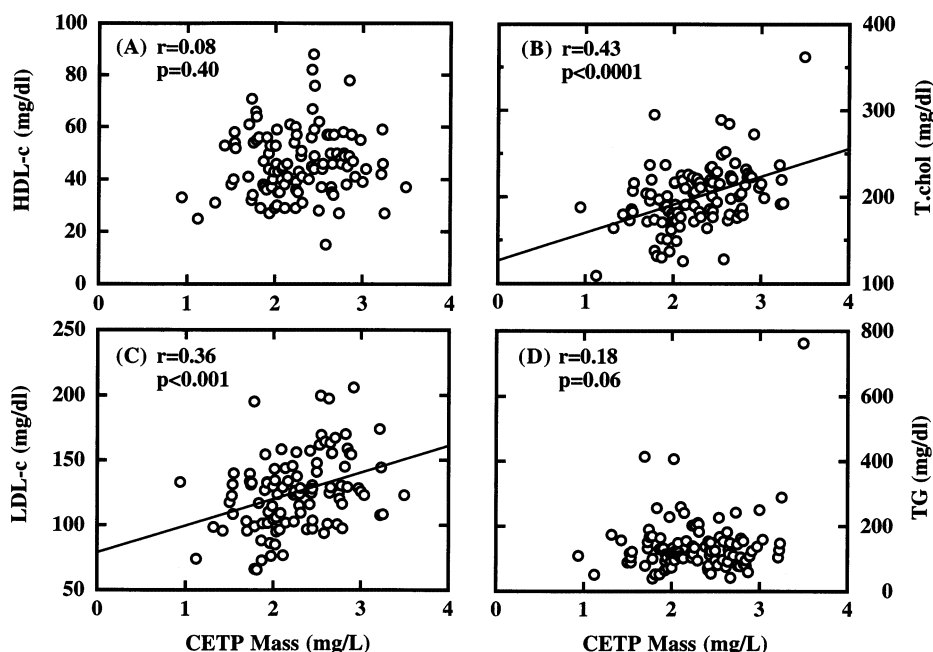 100
80
60
40
20
0
HDL-c (mg/dl)
(A) r=0.08
p=0.40
0 1 2 3 4
400
300
200
100
T.chol (mg/dl)
(B) r=0.43
p<0.0001
0 1 2 3 4
250
200
150
100
50
LDL-c (mg/dl)
(C) r=0.36
p<0.001
0 1 2 3 4
CETP Mass (mg/L)
800
600
400
200
0
TG (mg/dl)
(D) r=0.18
p=0.06
0 1 2 3 4
CETP Mass (mg/L)